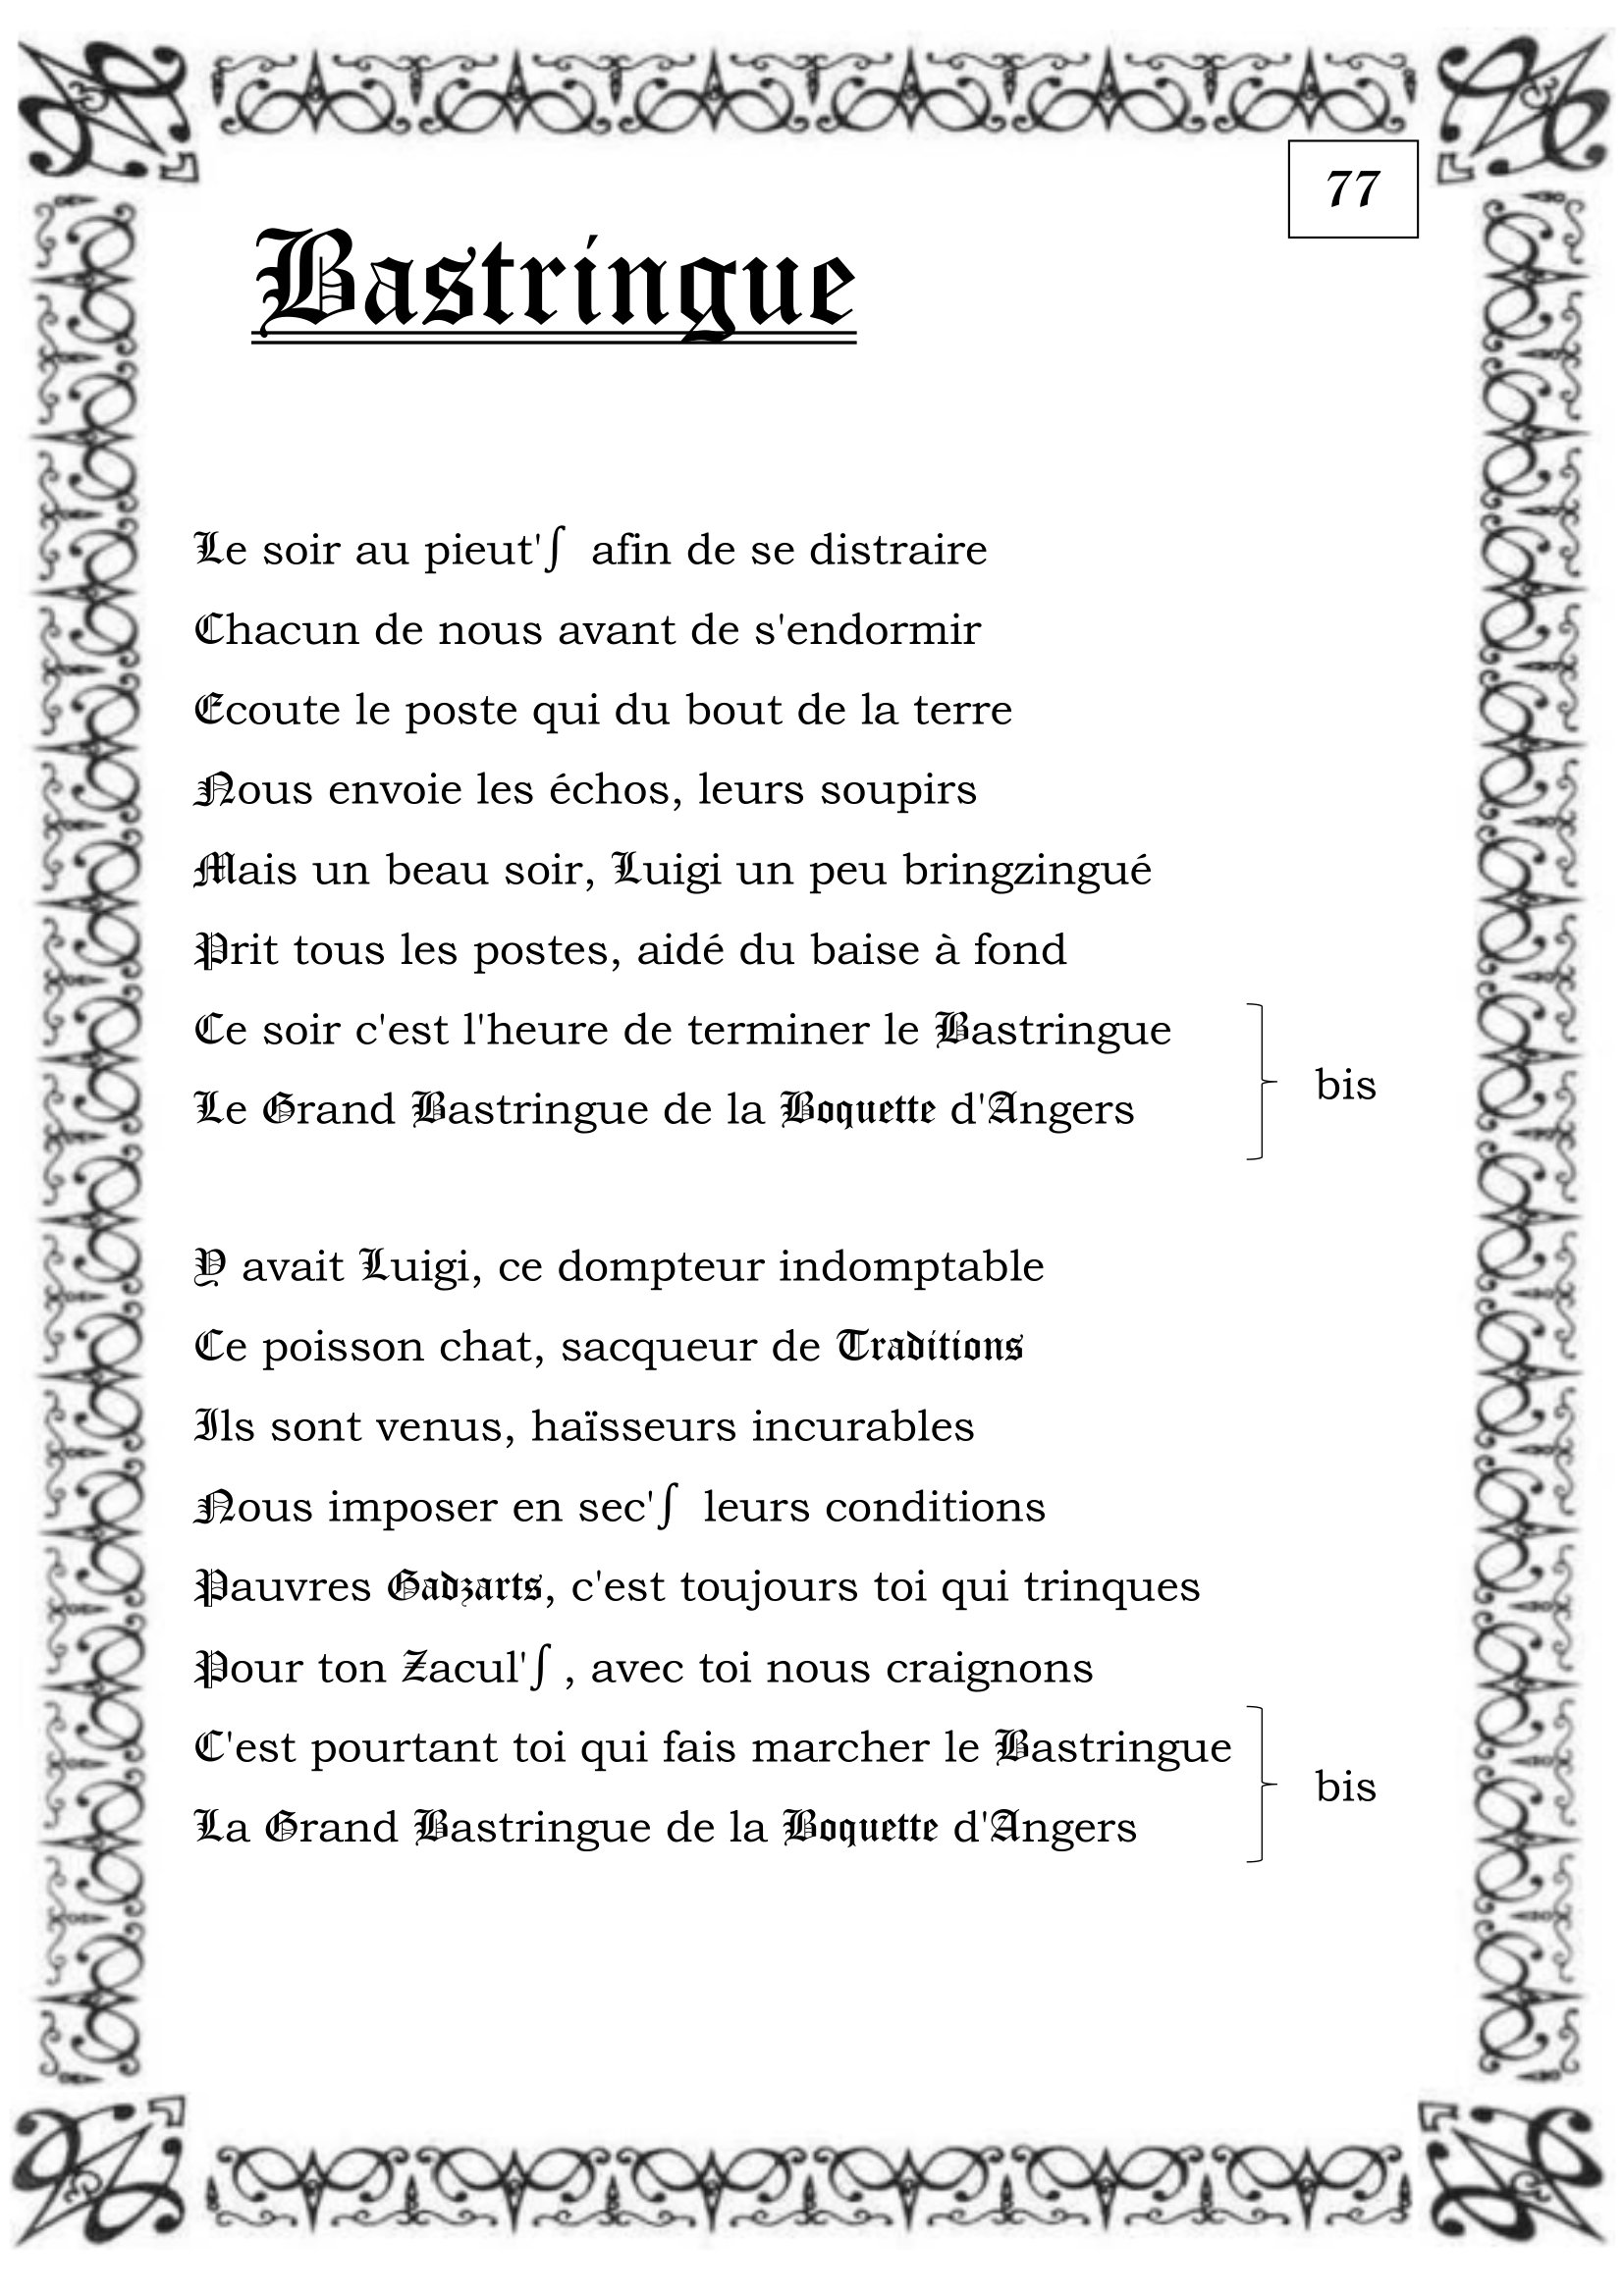 77
Bastringue
Le soir au pieut'∫ afin de se distraire
Chacun de nous avant de s'endormir
Ecoute le poste qui du bout de la terre
Nous envoie les échos, leurs soupirs
Mais un beau soir, Luigi un peu bringzingué
Prit tous les postes, aidé du baise à fond
Ce soir c'est l'heure de terminer le Bastringue
bis
Le Grand Bastringue de la Boquette d'Angers
Y avait Luigi, ce dompteur indomptable
Ce poisson chat, sacqueur de Traditions
Ils sont venus, haïsseurs incurables
Nous imposer en sec'∫ leurs conditions
Pauvres Gadzarts, c'est toujours toi qui trinques
Pour ton Zacul'∫ , avec toi nous craignons
C'est pourtant toi qui fais marcher le Bastringue
bis
La Grand Bastringue de la Boquette d'Angers